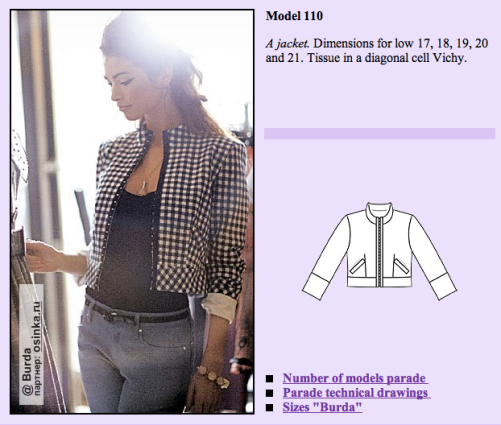 Model 110
A jacket. Dimensions for low 17, 18, 19, 20
and 21. Tissue in a diagonal cell Vichy.
@ Burda
партнер: osinka.ru
Number of models parade
Parade technical drawings
Sizes "Burda"